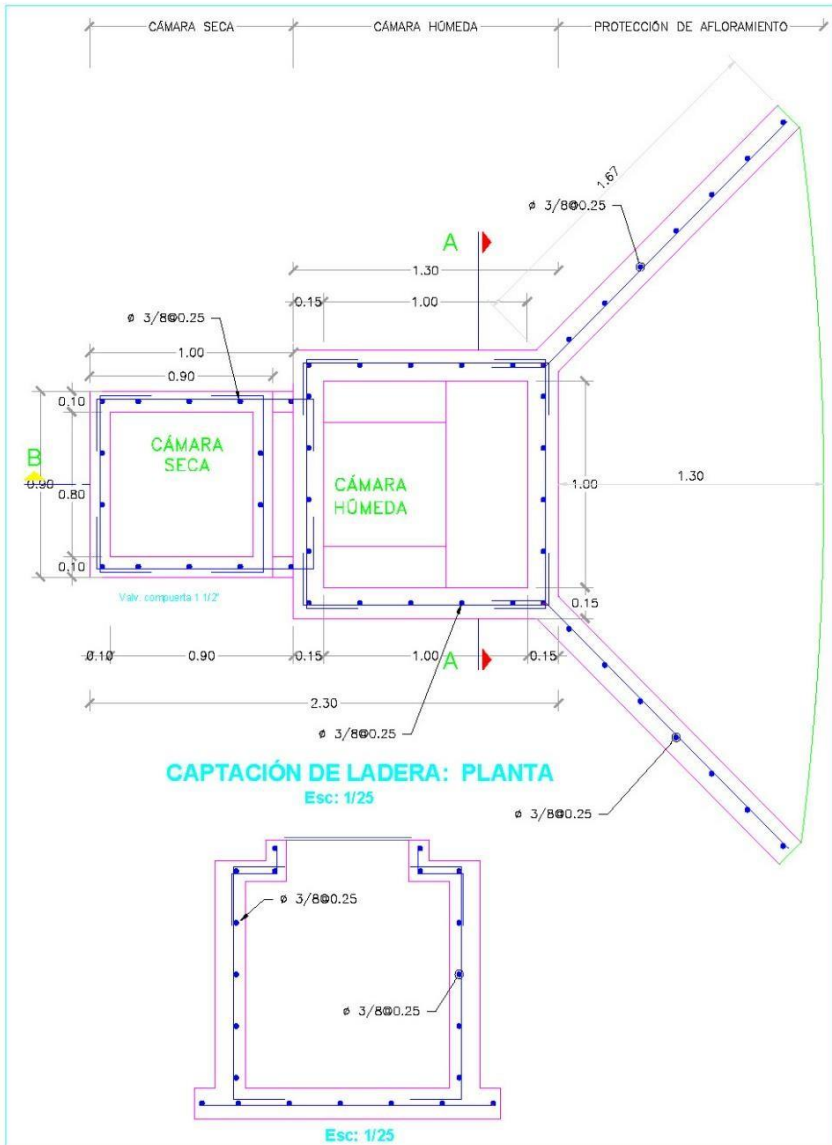 CÁMARA SECA
CÁMARA HÚMEDA
PROTECCIÓN DE AFLORAMIENTO
1.67
ø 3/8@0.25
A
1.30
0.15
1.00
ø 3/8@0.25
1.00
0.90
0.10
CÁMARA
SECA
B
0.90
0.80
CÁMARA
HÚMEDA
1.00
1.30
0.10
Valv. compuerta 1 1/2"
0.15
0.10
0.90
0.15
1.00
A
0.15
2.30
ø 3/8@0.25
CAPTACIÓN DE LADERA: PLANTA
Esc: 1/25
ø 3/8@0.25
ø 3/8@0.25
ø 3/8@0.25
Esc: 1/25